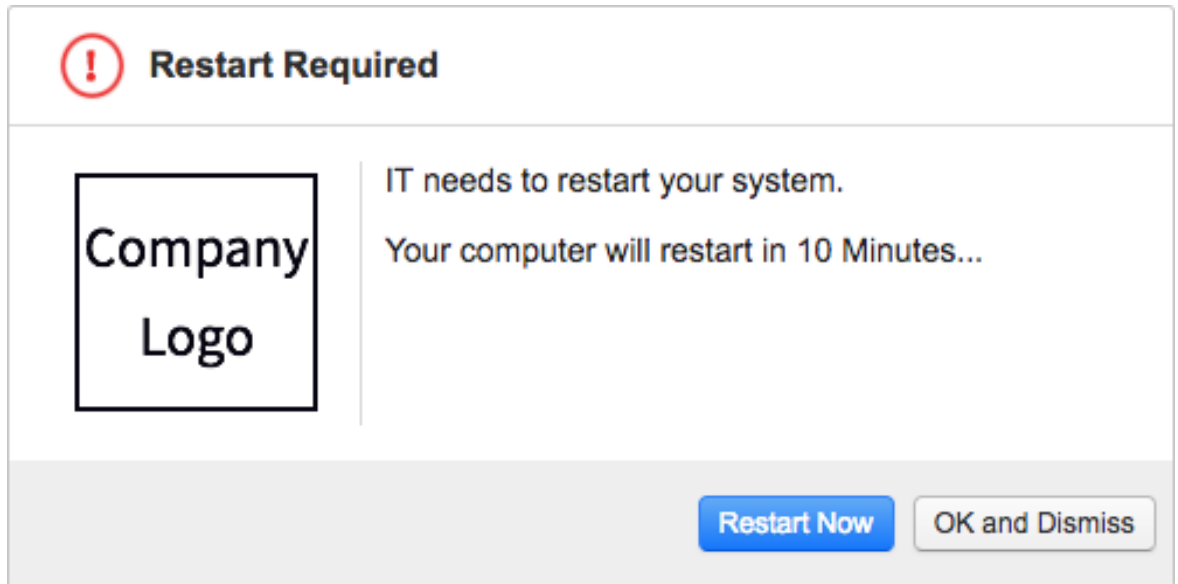 Restart Required
Company
Logo
IT needs to restart your system.
Your computer will restart in 10 Minutes...
Restart Now
OK and Dismiss